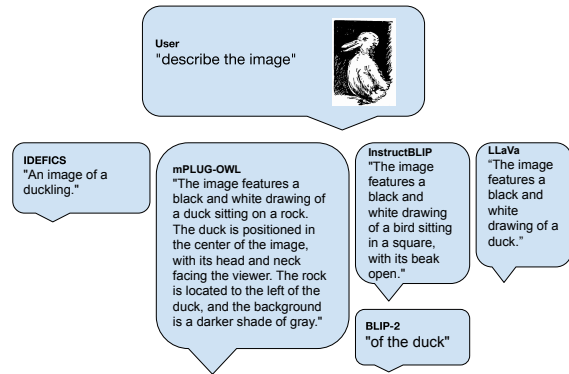 User
"describe the image"
IDEFICS
"An image of a
duckling."
mPLUG-OWL
"The image features a
black and white drawing of
a duck sitting on a rock.
The duck is positioned in
the center of the image,
with its head and neck
facing the viewer. The rock
is located to the left of the
duck, and the background
is a darker shade of gray."
InstructBLIP
"The image
features a
black and
white drawing
of a bird sitting
in a square,
with its beak
open."
LLaVa
“The image
features a
black and
white
drawing of a
duck.”
BLIP-2
"of the duck"